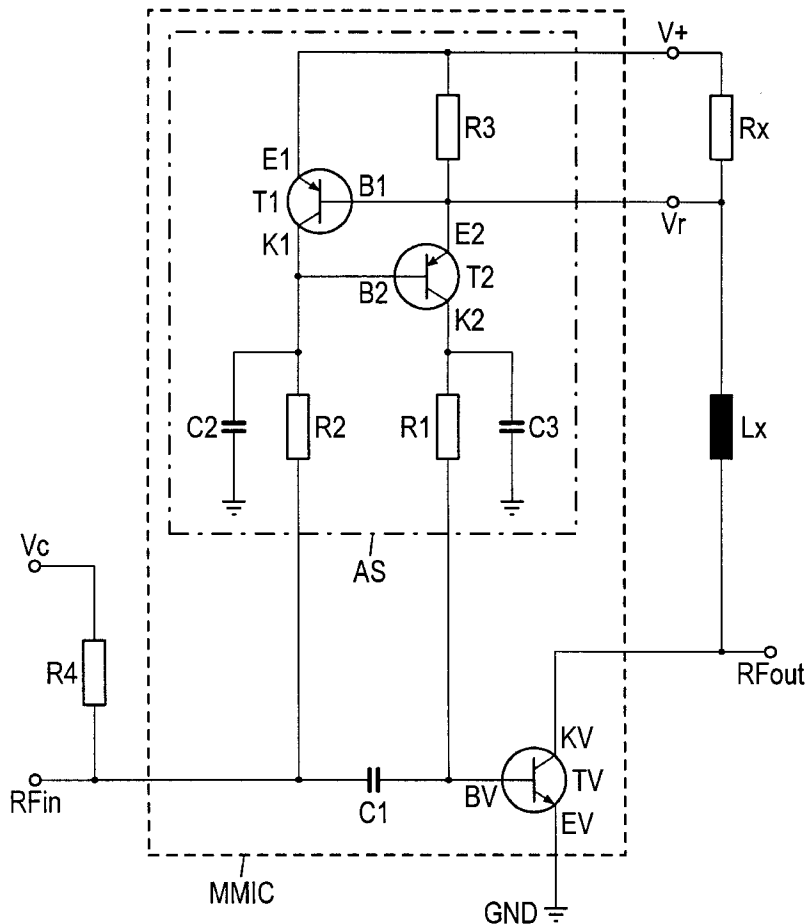 V+
R3
Rx
E1
B1
T1
Vr
K1
E2
T2
B2
K2
C2
R2
R1
C3
Lx
Vc
AS
R4
RFout
KV
TV
RFin
C1
BV
EV
MMIC
GND